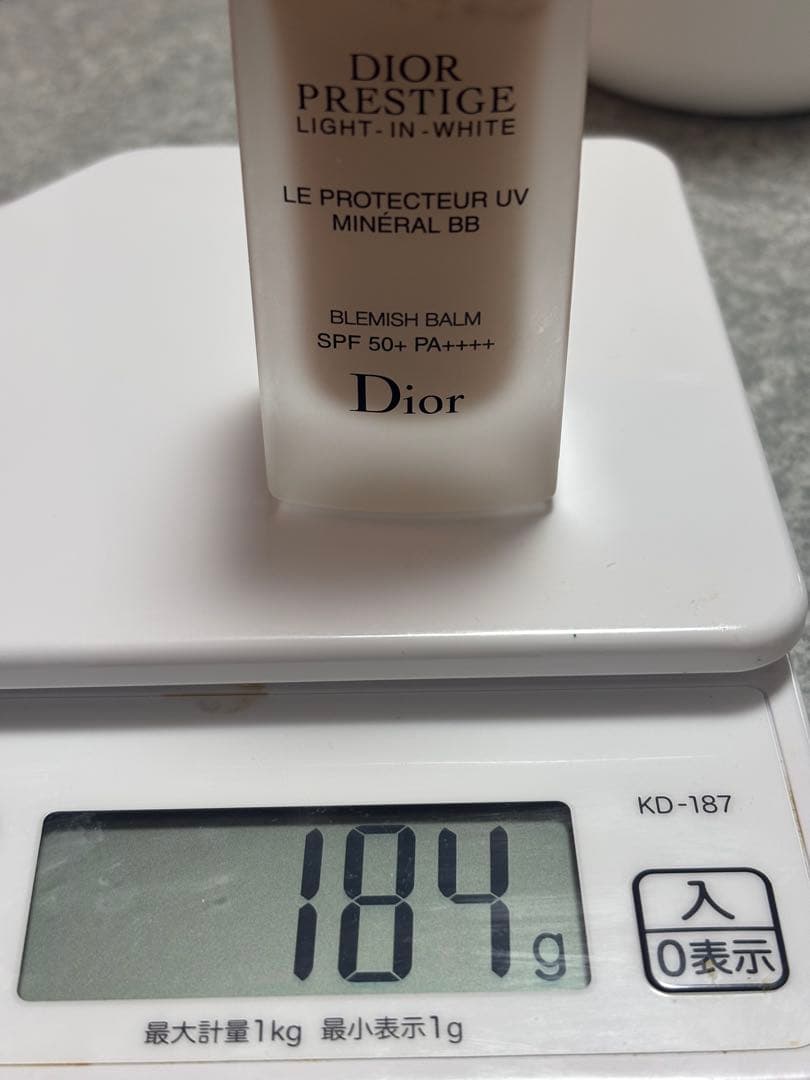 DIOR
PRESTIGE
LIGHT-IN-WHITE
LE PROTECTEUR UV
MINÉRAL BB
BLEMISH BALM
SPF 50+ PA++++
Dior
KD-187
184 g
入
0表示
最大計量1kg 最小表示1g